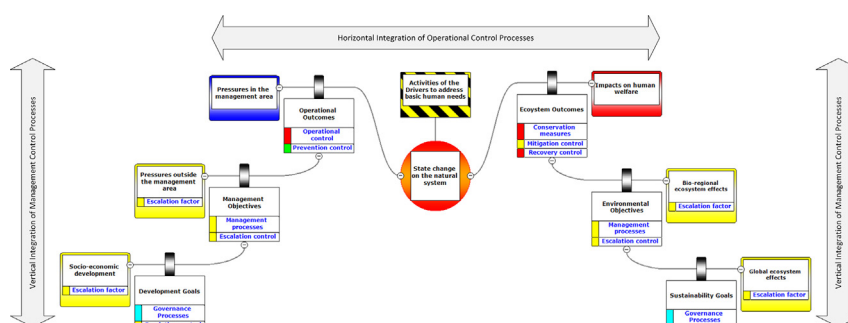 Horizontal Integration of Operational Control Processes
Vertical Integration of Management Control Processes
Pressures in the
management area
Operational
Outcomes
Operational
control
Prevention control
Activities of the
Drivers to address
basic human needs
State change
on the natural
system
Ecosystem Outcomes
Conservation
measures
Mitigation control
Recovery control
Impacts on human
welfare
Pressures outside
the management
area
Escalation factor
Management
Objectives
Management
processes
Escalation control
Environmental
Objectives
Management
processes
Escalation control
Bio-regional
ecosystem effects
Escalation factor
Socio-economic
development
Escalation factor
Development Goals
Governance
Processes
Sustainability Goals
Governance
Processes
Global ecosystem
effects
Escalation factor
Vertical Integration of Management Control Processes